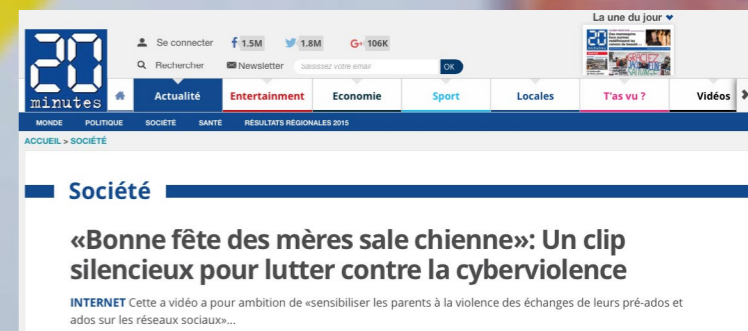 La une du jour
20 minutes
Se connecter 1.5M 1.8M G+ 106K
Rechercher Newsletter Saisissez votre email OK
Actualité Entertainment Economie Sport Locales T'as vu ? Vidéos
MONDE POLITIQUE SOCIÉTÉ SANTÉ RÉSULTATS RÉGIONALES 2015
ACCUEIL > SOCIÉTÉ
Société
«Bonne fête des mères sale chienne»: Un clip
silencieux pour lutter contre la cyberviolence
INTERNET Cette a vidéo a pour ambition de «sensibiliser les parents à la violence des échanges de leurs pré-ados et
ados sur les réseaux sociaux»...